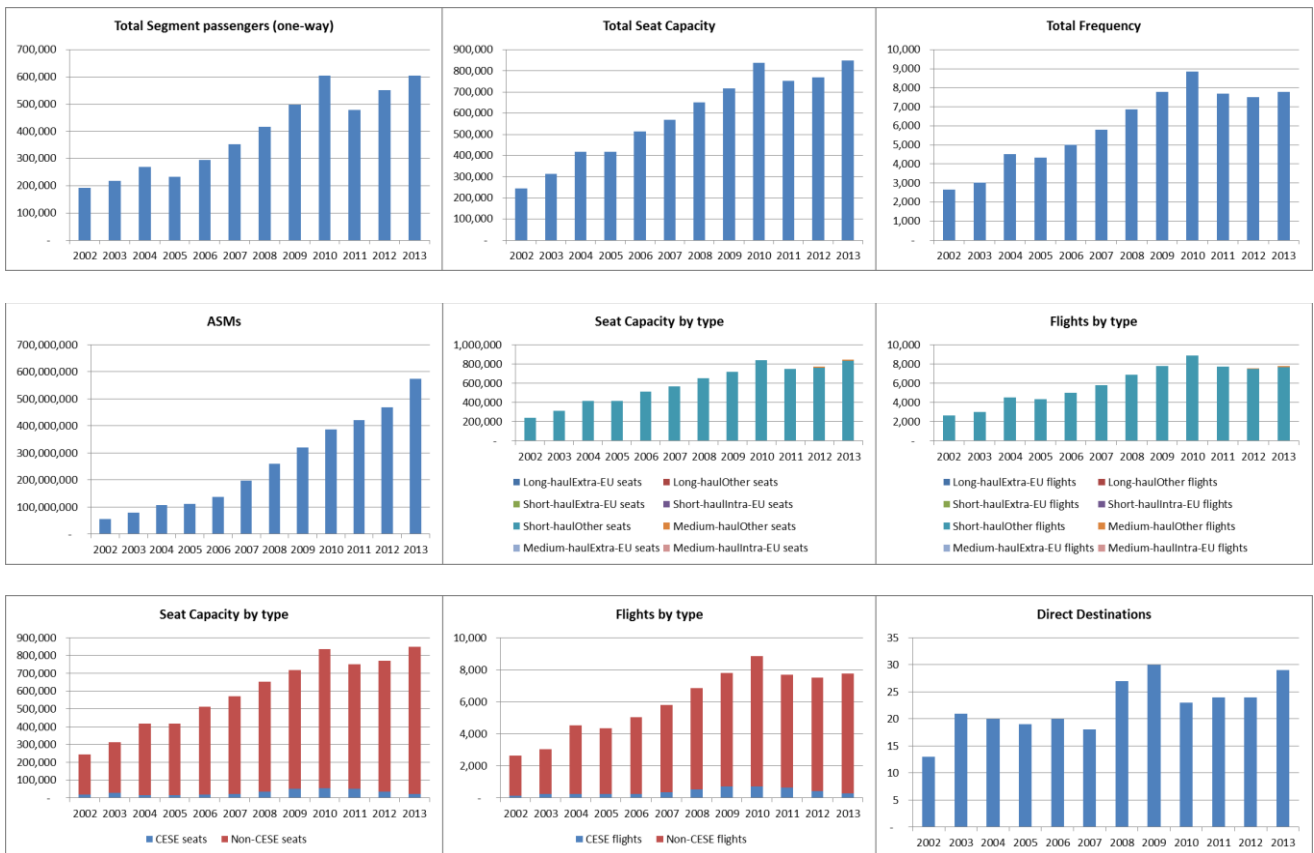 Total Segment passengers (one-way)
700,000
600,000
500,000
400,000
300,000
200,000
100,000
-
2002 2003 2004 2005 2006 2007 2008 2009 2010 2011 2012 2013
Total Seat Capacity
900,000
800,000
700,000
600,000
500,000
400,000
300,000
200,000
100,000
-
2002 2003 2004 2005 2006 2007 2008 2009 2010 2011 2012 2013
Total Frequency
10,000
9,000
8,000
7,000
6,000
5,000
4,000
3,000
2,000
1,000
-
2002 2003 2004 2005 2006 2007 2008 2009 2010 2011 2012 2013
ASMs
700,000,000
600,000,000
500,000,000
400,000,000
300,000,000
200,000,000
100,000,000
-
2002 2003 2004 2005 2006 2007 2008 2009 2010 2011 2012 2013
Seat Capacity by type
1,000,000
800,000
600,000
400,000
200,000
-
2002 2003 2004 2005 2006 2007 2008 2009 2010 2011 2012 2013
Long-haulExtra-EU seats Long-haulOther seats
Short-haulExtra-EU seats Short-haulIntra-EU seats
Short-haulOther seats Medium-haulOther seats
Medium-haulExtra-EU seats Medium-haulIntra-EU seats
Flights by type
10,000
8,000
6,000
4,000
2,000
-
2002 2003 2004 2005 2006 2007 2008 2009 2010 2011 2012 2013
Long-haulExtra-EU flights Long-haulOther flights
Short-haulExtra-EU flights Short-haulIntra-EU flights
Short-haulOther flights Medium-haulOther flights
Medium-haulExtra-EU flights Medium-haulIntra-EU flights
Seat Capacity by type
900,000
800,000
700,000
600,000
500,000
400,000
300,000
200,000
100,000
-
2002 2003 2004 2005 2006 2007 2008 2009 2010 2011 2012 2013
CESE seats Non-CESE seats
Flights by type
10,000
8,000
6,000
4,000
2,000
-
2002 2003 2004 2005 2006 2007 2008 2009 2010 2011 2012 2013
CESE flights Non-CESE flights
Direct Destinations
35
30
25
20
15
10
5
-
2002 2003 2004 2005 2006 2007 2008 2009 2010 2011 2012 2013